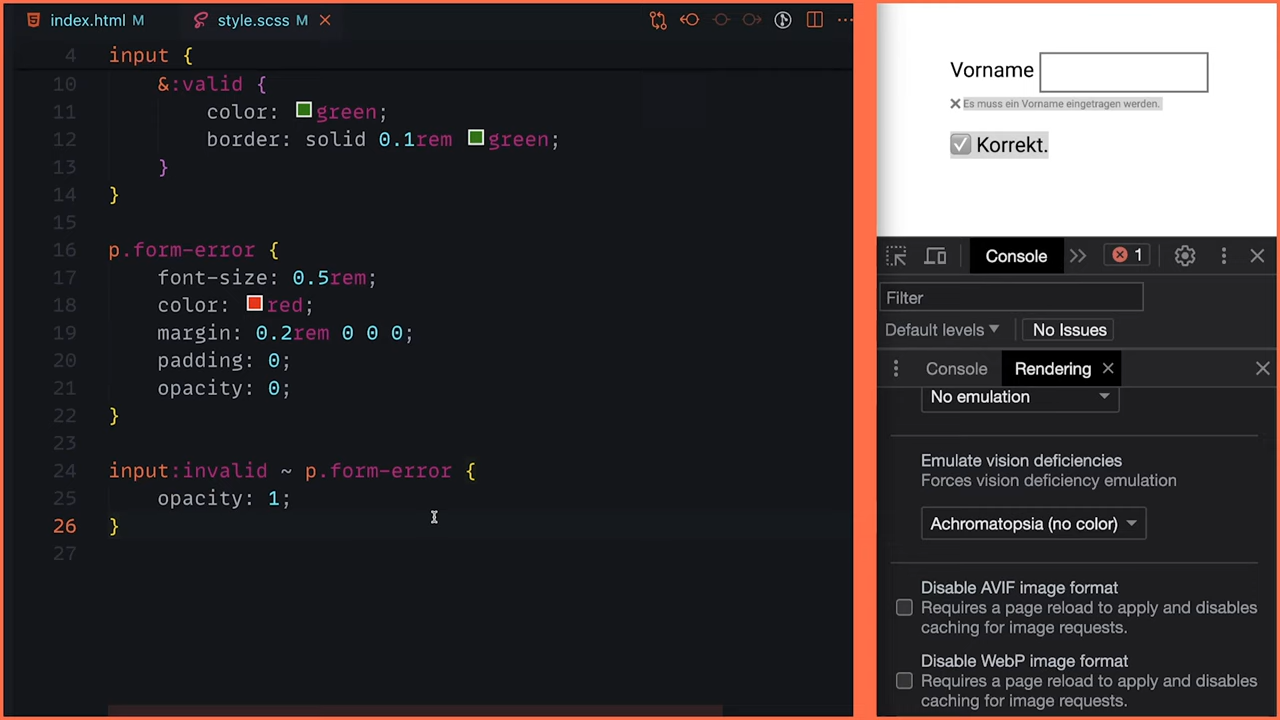 index.html M
style.scss M
4 input {
10 &:valid {
11 color: green;
12 border: solid 0.1rem green;
13 }
14 }
15
16 p.form-error {
17 font-size: 0.5rem;
18 color: red;
19 margin: 0.2rem 0 0 0;
20 padding: 0;
21 opacity: 0;
22 }
23
24 input:invalid ~ p.form-error {
25 opacity: 1;
26 }
27
Vorname
Es muss ein Vorname eingetragen werden.
Korrekt.
Console
1
Filter
Default levels
No Issues
Console
Rendering
No emulation
Emulate vision deficiencies
Forces vision deficiency emulation
Achromatopsia (no color)
Disable AVIF image format
Requires a page reload to apply and disables
caching for image requests.
Disable WebP image format
Requires a page reload to apply and disables
caching for image requests.